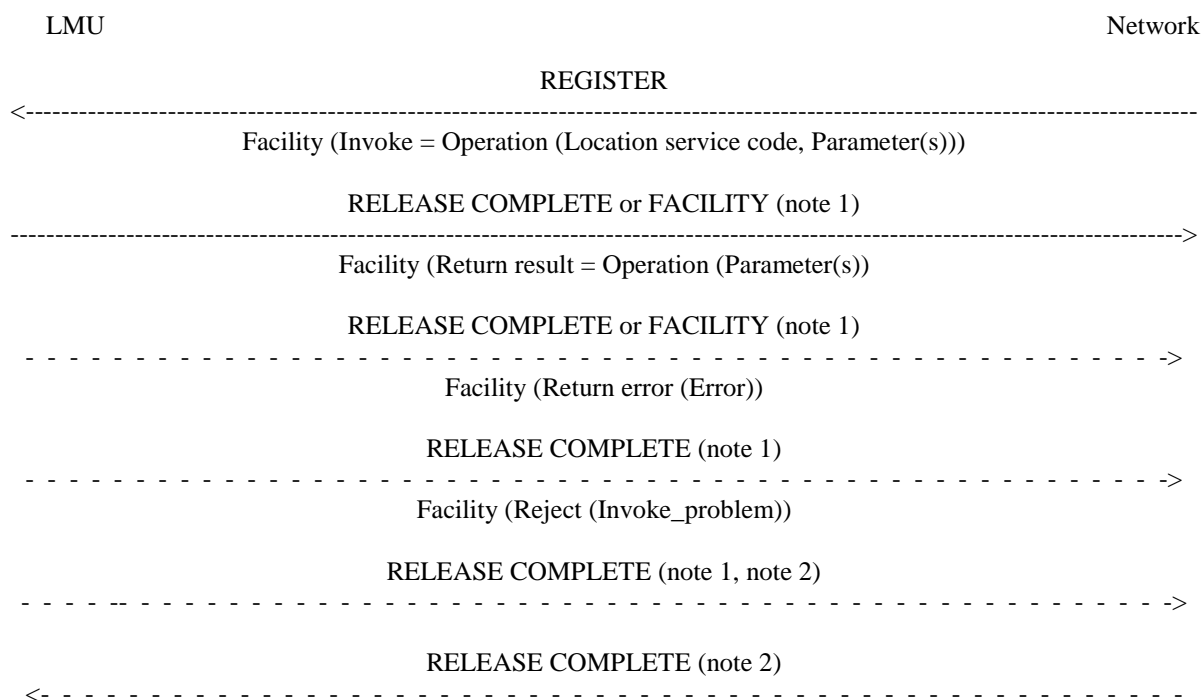 LMU Network
REGISTER
<------------------------------------------------------------------------------------------------------------------------------------
Facility (Invoke = Operation (Location service code, Parameter(s)))
RELEASE COMPLETE or FACILITY (note 1)
------------------------------------------------------------------------------------------------------------------------------------>
Facility (Return result = Operation (Parameter(s))
RELEASE COMPLETE or FACILITY (note 1)
- - - - - - - - - - - - - - - - - - - - - - - - - - - - - - - - - - - - - - - - - - - - - - - - - - - - - - - - - - - - - ->
Facility (Return error (Error))
RELEASE COMPLETE (note 1)
- - - - - - - - - - - - - - - - - - - - - - - - - - - - - - - - - - - - - - - - - - - - - - - - - - - - - - - - - - - - - ->
Facility (Reject (Invoke_problem))
RELEASE COMPLETE (note 1, note 2)
- - - - -- - - - - - - - - - - - - - - - - - - - - - - - - - - - - - - - - - - - - - - - - - - - - - - - - - - - - - - - ->
RELEASE COMPLETE (note 2)
<- - - - - - - - - - - - - - - - - - - - - - - - - - - - - - - - - - - - - - - - - - - - - - - - - - - - - - - - - - - - -